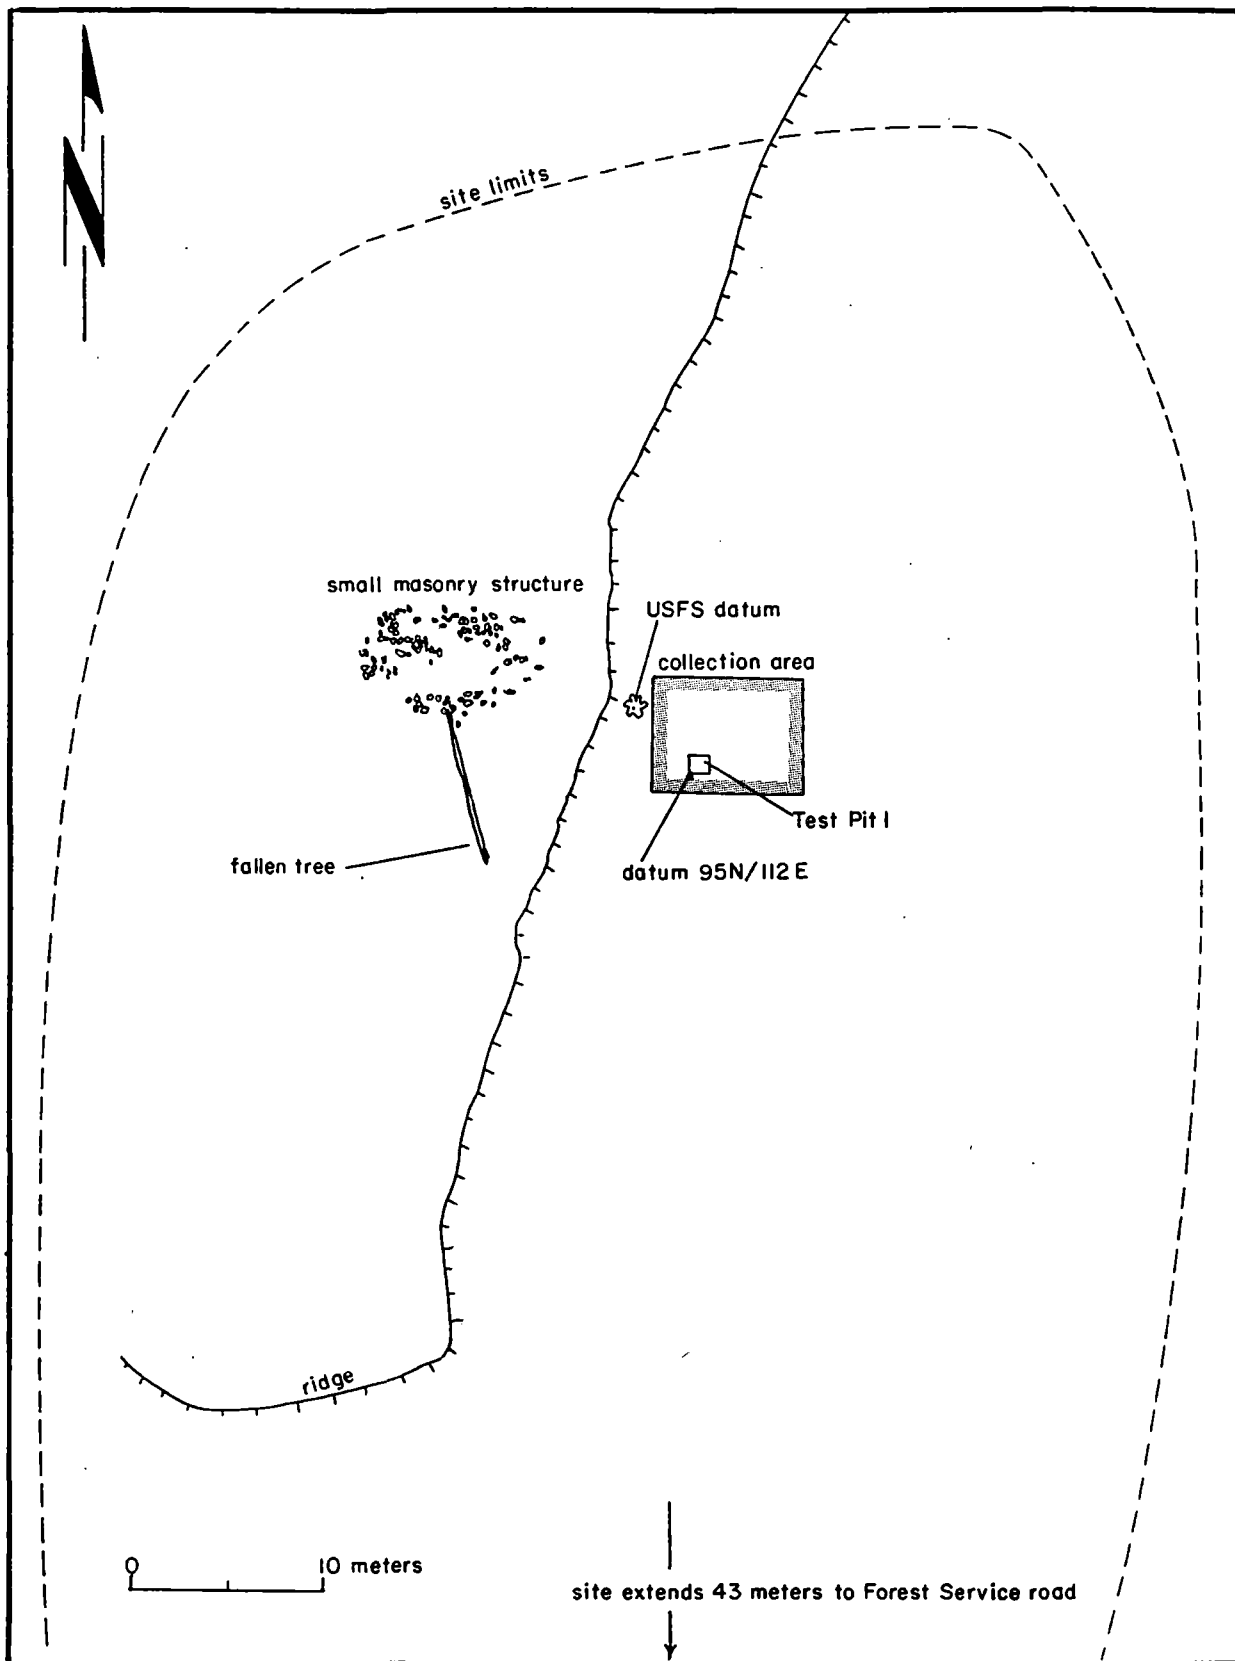 N
site limits
small masonry structure
USFS datum
collection area
Test Pit 1
fallen tree
datum 95N/112E
ridge
0 10 meters
site extends 43 meters to Forest Service road